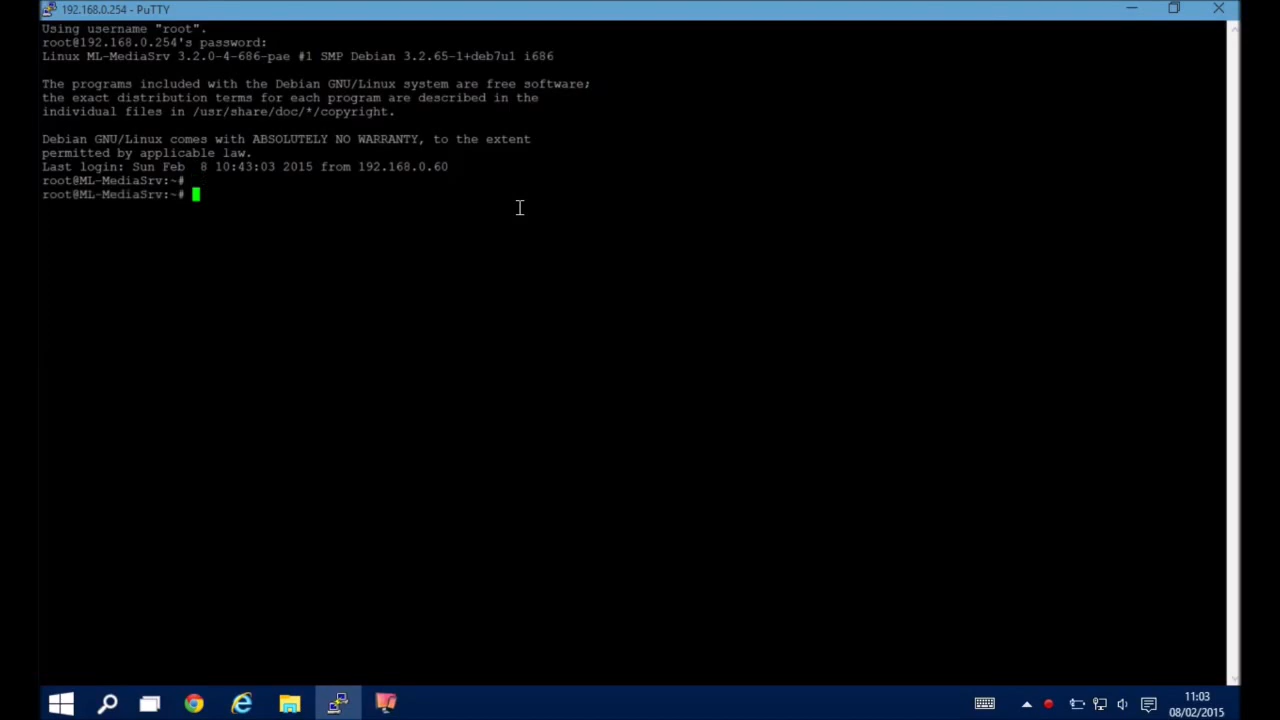 192.168.0.254 - PuTTY
Using username "root".
root@192.168.0.254's password:
Linux ML-MediaSrv 3.2.0-4-686-pae #1 SMP Debian 3.2.65-1+deb7u1 i686
The programs included with the Debian GNU/Linux system are free software;
the exact distribution terms for each program are described in the
individual files in /usr/share/doc/*/copyright.
Debian GNU/Linux comes with ABSOLUTELY NO WARRANTY, to the extent
permitted by applicable law.
Last login: Sun Feb  8 10:43:03 2015 from 192.168.0.60
root@ML-MediaSrv:~#
root@ML-MediaSrv:~#
11:03
08/02/2015